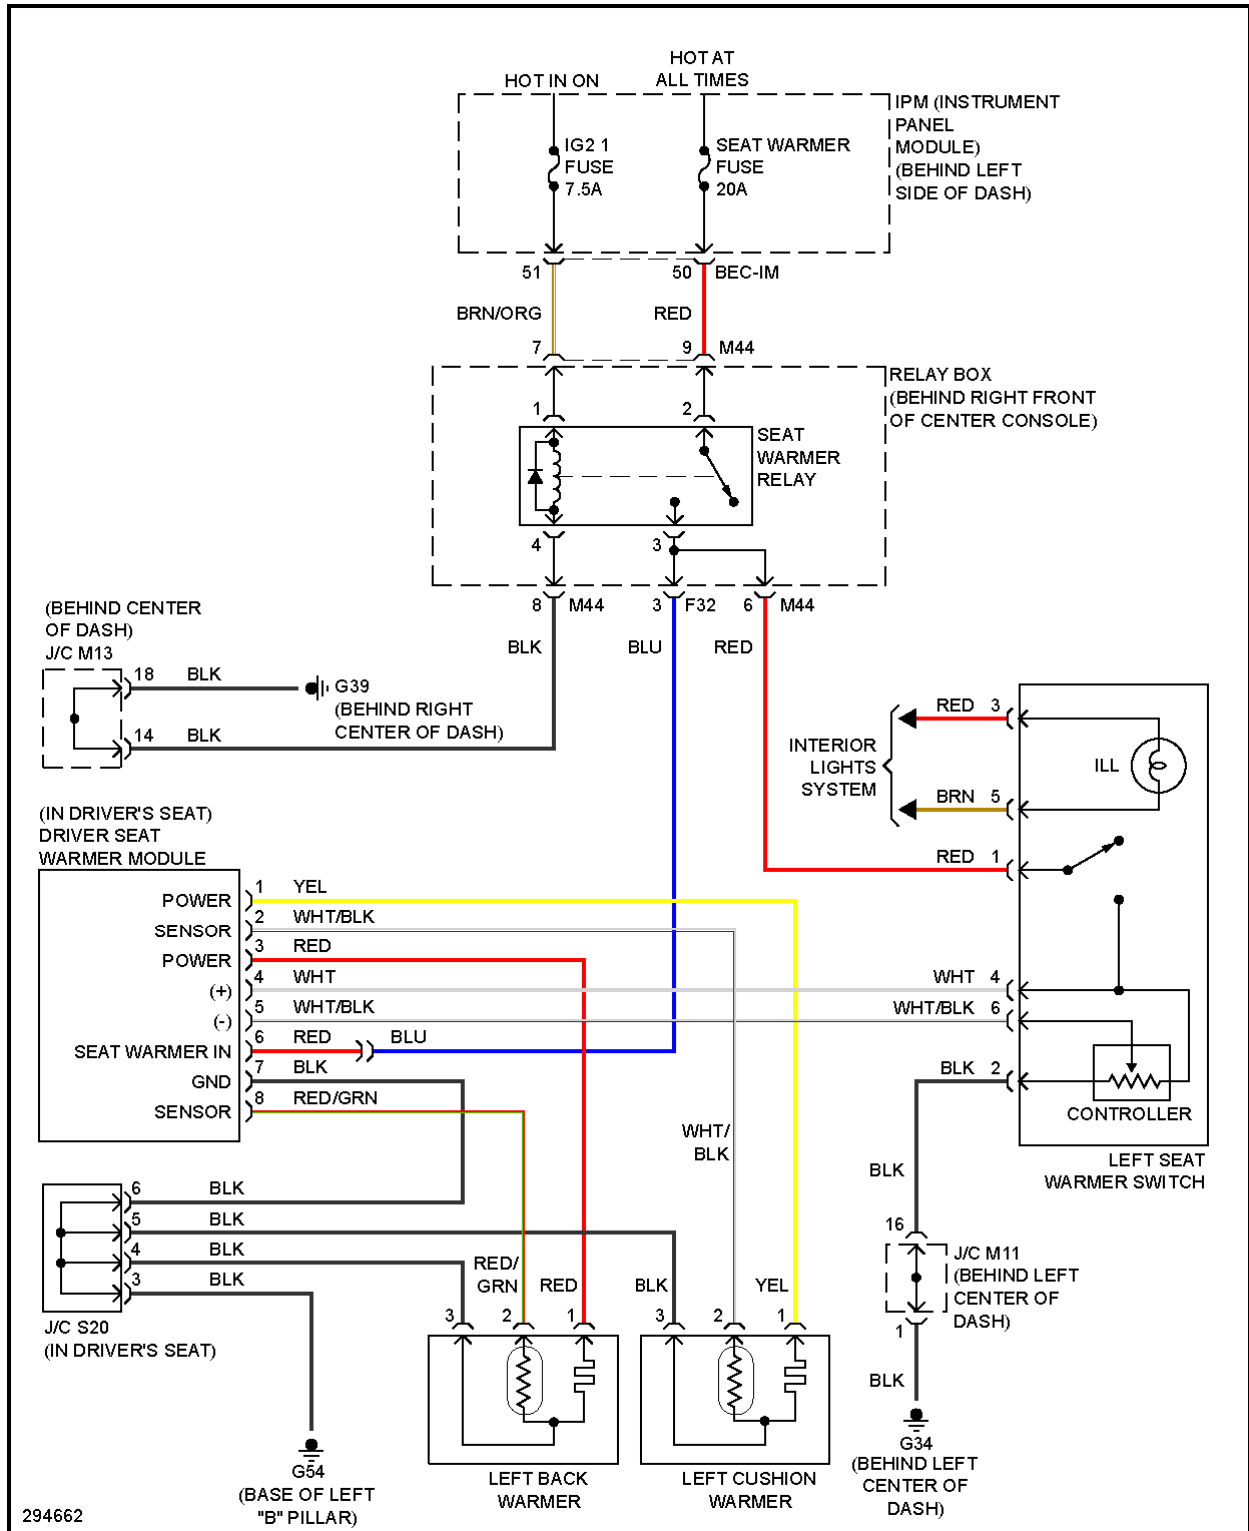 HOT IN ON
HOT AT
ALL TIMES
IG2 1
FUSE
7.5A
SEAT WARMER
FUSE
20A
IPM (INSTRUMENT
PANEL
MODULE)
(BEHIND LEFT
SIDE OF DASH)
51
50
BEC-IM
BRN/ORG
RED
7
9
M44
RELAY BOX
(BEHIND RIGHT FRONT
OF CENTER CONSOLE)
1
2
SEAT
WARMER
RELAY
4
3
8
M44
3
F32
6
M44
BLK
BLU
RED
(BEHIND CENTER
OF DASH)
J/C M13
18
BLK
G39
(BEHIND RIGHT
CENTER OF DASH)
14
BLK
INTERIOR
LIGHTS
SYSTEM
RED
3
ILL
BRN
5
RED
1
WHT
4
WHT/BLK
6
BLK
2
CONTROLLER
LEFT SEAT
WARMER SWITCH
(IN DRIVER'S SEAT)
DRIVER SEAT
WARMER MODULE
POWER
1
YEL
SENSOR
2
WHT/BLK
POWER
3
RED
(+)
4
WHT
(-)
5
WHT/BLK
SEAT WARMER IN
6
RED
BLU
GND
7
BLK
SENSOR
8
RED/GRN
WHT/
BLK
BLK
16
J/C M11
(BEHIND LEFT
CENTER OF
DASH)
1
BLK
G34
(BEHIND LEFT
CENTER OF
DASH)
6
BLK
5
BLK
4
BLK
3
BLK
J/C S20
(IN DRIVER'S SEAT)
RED/
GRN
RED
BLK
YEL
3
2
1
3
2
1
LEFT BACK
WARMER
LEFT CUSHION
WARMER
G54
(BASE OF LEFT
"B" PILLAR)
294662